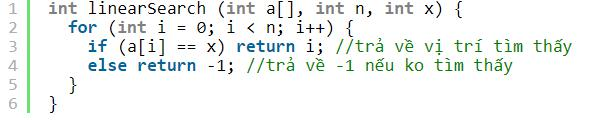 1 int linearSearch (int a[], int n, int x) {
2   for (int i = 0; i < n; i++) {
3     if (a[i] == x) return i; //trả về vị trí tìm thấy
4     else return -1; //trả về -1 nếu ko tìm thấy
5   }
6 }